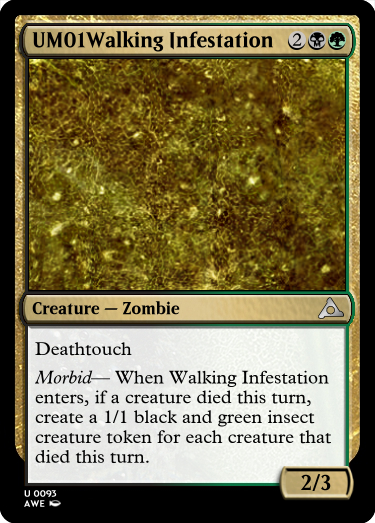 UM01Walking Infestation 2
Creature — Zombie
Deathtouch
Morbid— When Walking Infestation
enters, if a creature died this turn,
create a 1/1 black and green insect
creature token for each creature that
died this turn.
2/3
U 0093
AWE